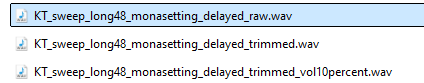 KT_sweep_long48_monasetting_delayed_raw.wav
KT_sweep_long48_monasetting_delayed_trimmed.wav
KT_sweep_long48_monasetting_delayed_trimmed_vol10percent.wav